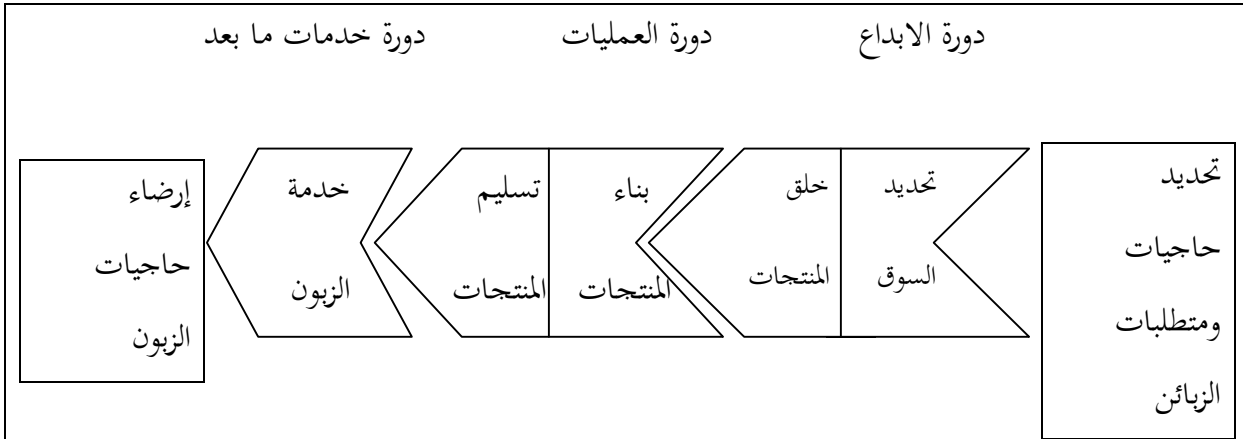 دورة الابداع
دورة العمليات
دورة خدمات ما بعد
تحديد
حاجيات
ومتطلبات
الزبائن
تحديد
السوق
خلق
المنتجات
بناء
المنتجات
تسليم
المنتجات
خدمة
الزبون
إرضاء
حاجيات
الزبون